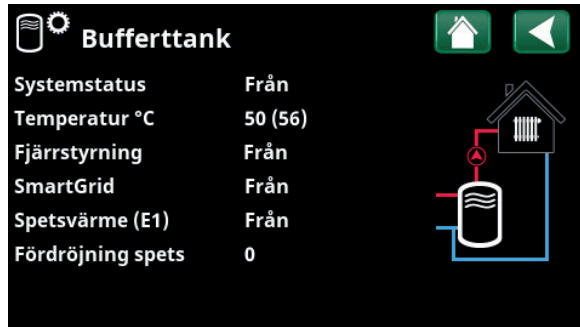 Bufferttank
Systemstatus Från
Temperatur °C 50 (56)
Fjärrstyrning Från
SmartGrid Från
Spetsvärme (E1) Från
Fördröjning spets 0